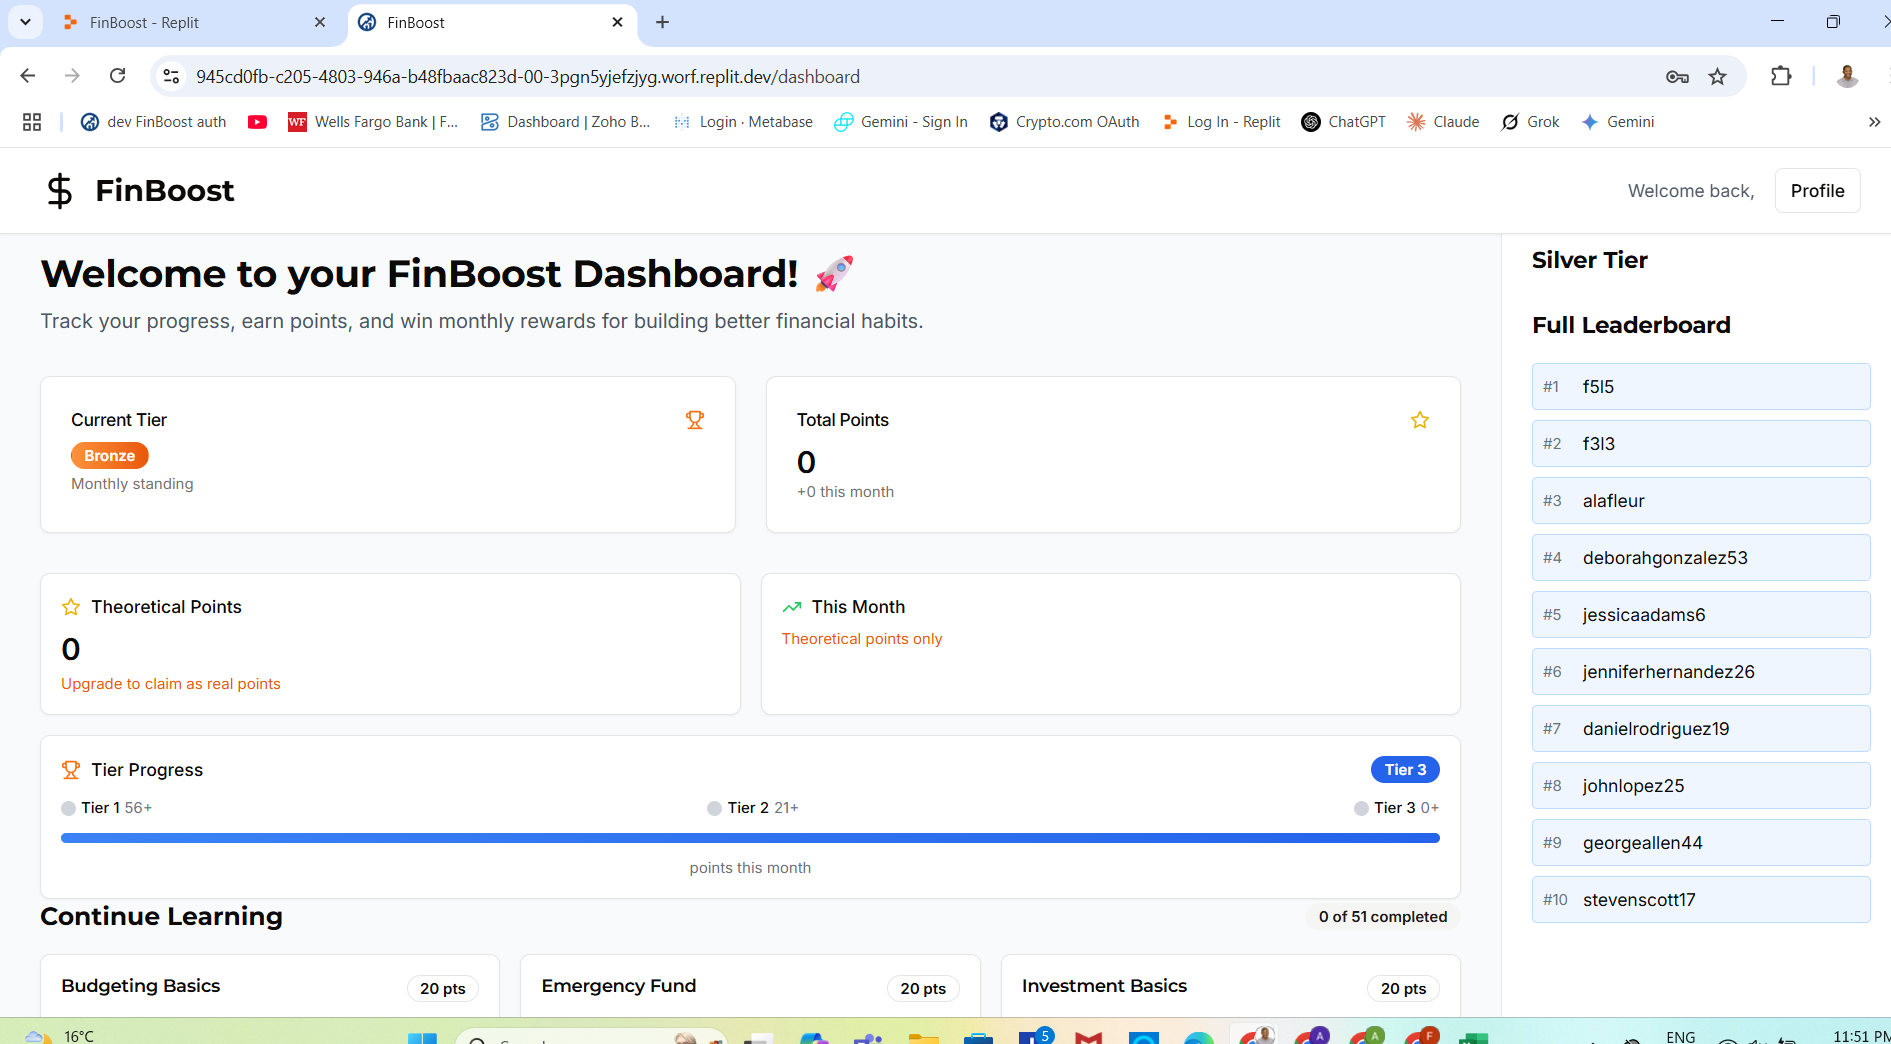 FinBoost - Replit
FinBoost
945cd0fb-c205-4803-946a-b48fbaac823d-00-3pgn5yjefzjyg.worf.replit.dev/dashboard
dev FinBoost auth
WF Wells Fargo Bank | F...
Dashboard | Zoho B...
Login · Metabase
Gemini - Sign In
Crypto.com OAuth
Log In - Replit
ChatGPT
Claude
Grok
Gemini
FinBoost
Welcome back,
Profile
Welcome to your FinBoost Dashboard! 🚀
Track your progress, earn points, and win monthly rewards for building better financial habits.
Current Tier
Bronze
Monthly standing
Total Points
0
+0 this month
Theoretical Points
0
Upgrade to claim as real points
This Month
Theoretical points only
Tier Progress
Tier 3
Tier 1 56+
Tier 2 21+
Tier 3 0+
points this month
Continue Learning
0 of 51 completed
Budgeting Basics
20 pts
Emergency Fund
20 pts
Investment Basics
20 pts
Silver Tier
Full Leaderboard
#1 f5l5
#2 f3l3
#3 alafleur
#4 deborahgonzalez53
#5 jessicaadams6
#6 jenniferhernandez26
#7 danielrodriguez19
#8 johnlopez25
#9 georgeallen44
#10 stevenscott17
16°C
5
A
A
F
ENG
11:51 PM